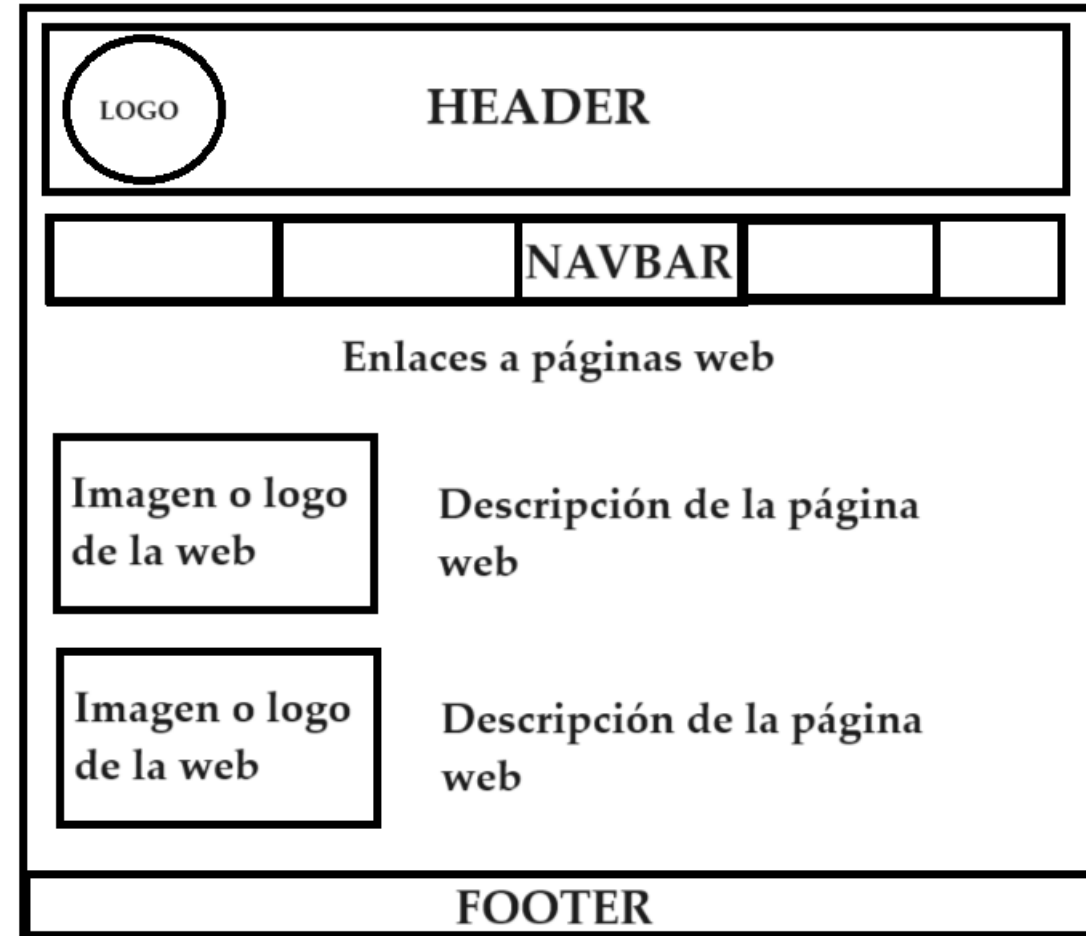 LOGO
HEADER
NAVBAR
Enlaces a páginas web
Imagen o logo
de la web
Descripción de la página
web
Imagen o logo
de la web
Descripción de la página
web
FOOTER